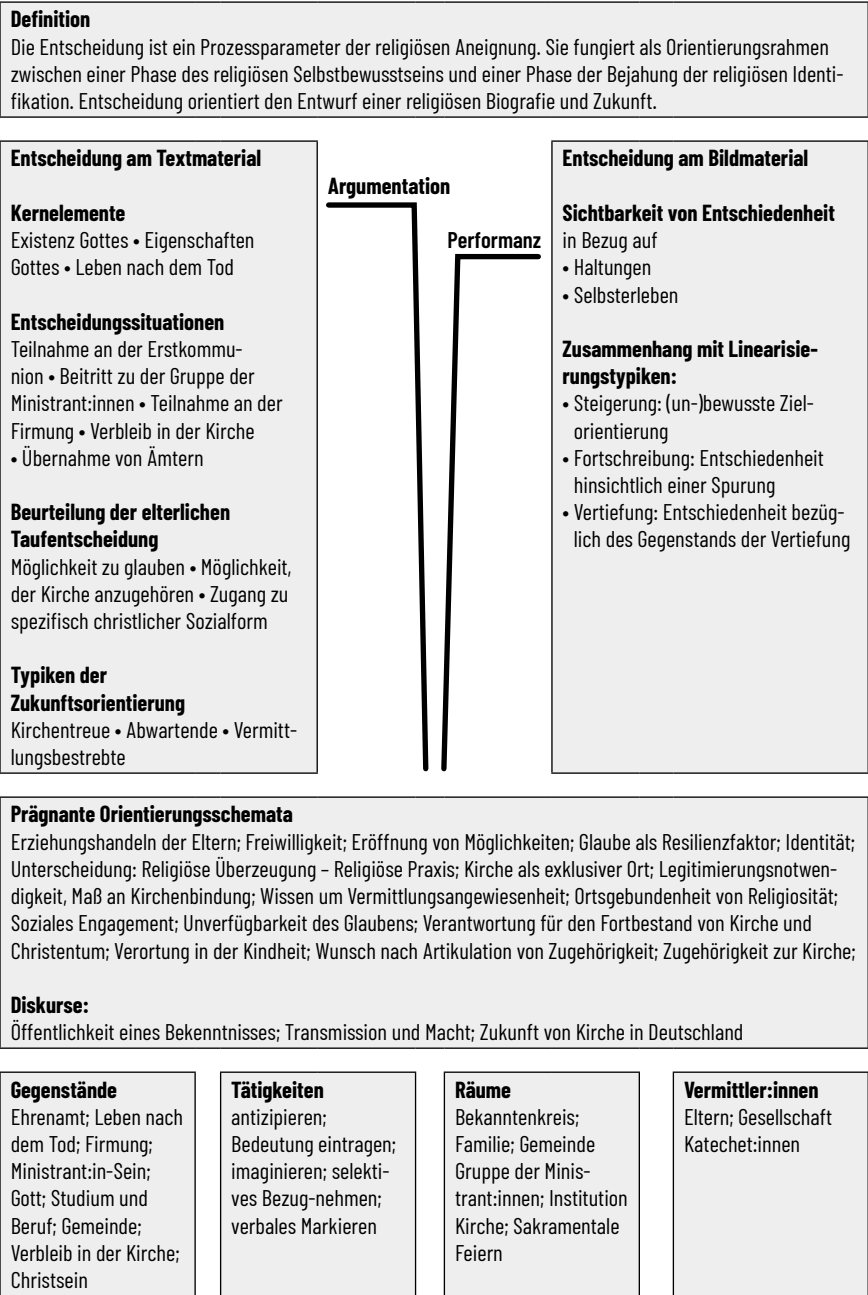 Definition
Die Entscheidung ist ein Prozessparameter der religiösen Aneignung. Sie fungiert als Orientierungsrahmen
zwischen einer Phase des religiösen Selbstbewusstseins und einer Phase der Bejahung der religiösen Identi-
fikation. Entscheidung orientiert den Entwurf einer religiösen Biografie und Zukunft.
Entscheidung am Textmaterial
Kernelemente
Existenz Gottes • Eigenschaften
Gottes • Leben nach dem Tod
Entscheidungssituationen
Teilnahme an der Erstkommu-
nion • Beitritt zu der Gruppe der
Ministrant:innen • Teilnahme an der
Firmung • Verbleib in der Kirche
• Übernahme von Ämtern
Beurteilung der elterlichen
Taufentscheidung
Möglichkeit zu glauben • Möglichkeit,
der Kirche anzugehören • Zugang zu
spezifisch christlicher Sozialform
Typiken der
Zukunftsorientierung
Kirchentreue • Abwartende • Vermitt-
lungsbestrebte
Argumentation
Performanz
Entscheidung am Bildmaterial
Sichtbarkeit von Entschiedenheit
in Bezug auf
• Haltungen
• Selbsterleben
Zusammenhang mit Linearisie-
rungstypiken:
• Steigerung: (un-)bewusste Ziel-
orientierung
• Fortschreibung: Entschiedenheit
hinsichtlich einer Spurung
• Vertiefung: Entschiedenheit bezüg-
lich des Gegenstands der Vertiefung
Prägnante Orientierungsschemata
Erziehungshandeln der Eltern; Freiwilligkeit; Eröffnung von Möglichkeiten; Glaube als Resilienzfaktor; Identität;
Unterscheidung: Religiöse Überzeugung – Religiöse Praxis; Kirche als exklusiver Ort; Legitimierungsnotwen-
digkeit, Maß an Kirchenbindung; Wissen um Vermittlungsangewiesenheit; Ortsgebundenheit von Religiosität;
Soziales Engagement; Unverfügbarkeit des Glaubens; Verantwortung für den Fortbestand von Kirche und
Christentum; Verortung in der Kindheit; Wunsch nach Artikulation von Zugehörigkeit; Zugehörigkeit zur Kirche;
Diskurse:
Öffentlichkeit eines Bekenntnisses; Transmission und Macht; Zukunft von Kirche in Deutschland
Gegenstände
Ehrenamt; Leben nach
dem Tod; Firmung;
Ministrant:in-Sein;
Gott; Studium und
Beruf; Gemeinde;
Verbleib in der Kirche;
Christsein
Tätigkeiten
antizipieren;
Bedeutung eintragen;
imaginieren; selekti-
ves Bezug-nehmen;
verbales Markieren
Räume
Bekanntenkreis;
Familie; Gemeinde
Gruppe der Minis-
trant:innen; Institution
Kirche; Sakramentale
Feiern
Vermittler:innen
Eltern; Gesellschaft
Katechet:innen